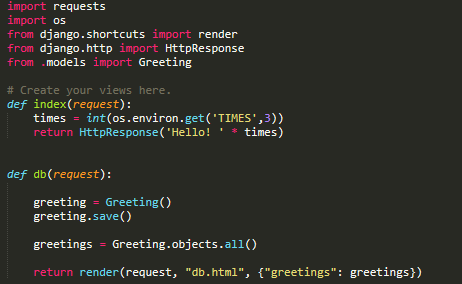 import requests
import os
from django.shortcuts import render
from django.http import HttpResponse
from .models import Greeting
# Create your views here.
def index(request):
    times = int(os.environ.get('TIMES',3))
    return HttpResponse('Hello! ' * times)
def db(request):
    greeting = Greeting()
    greeting.save()
    greetings = Greeting.objects.all()
    return render(request, "db.html", {"greetings": greetings})